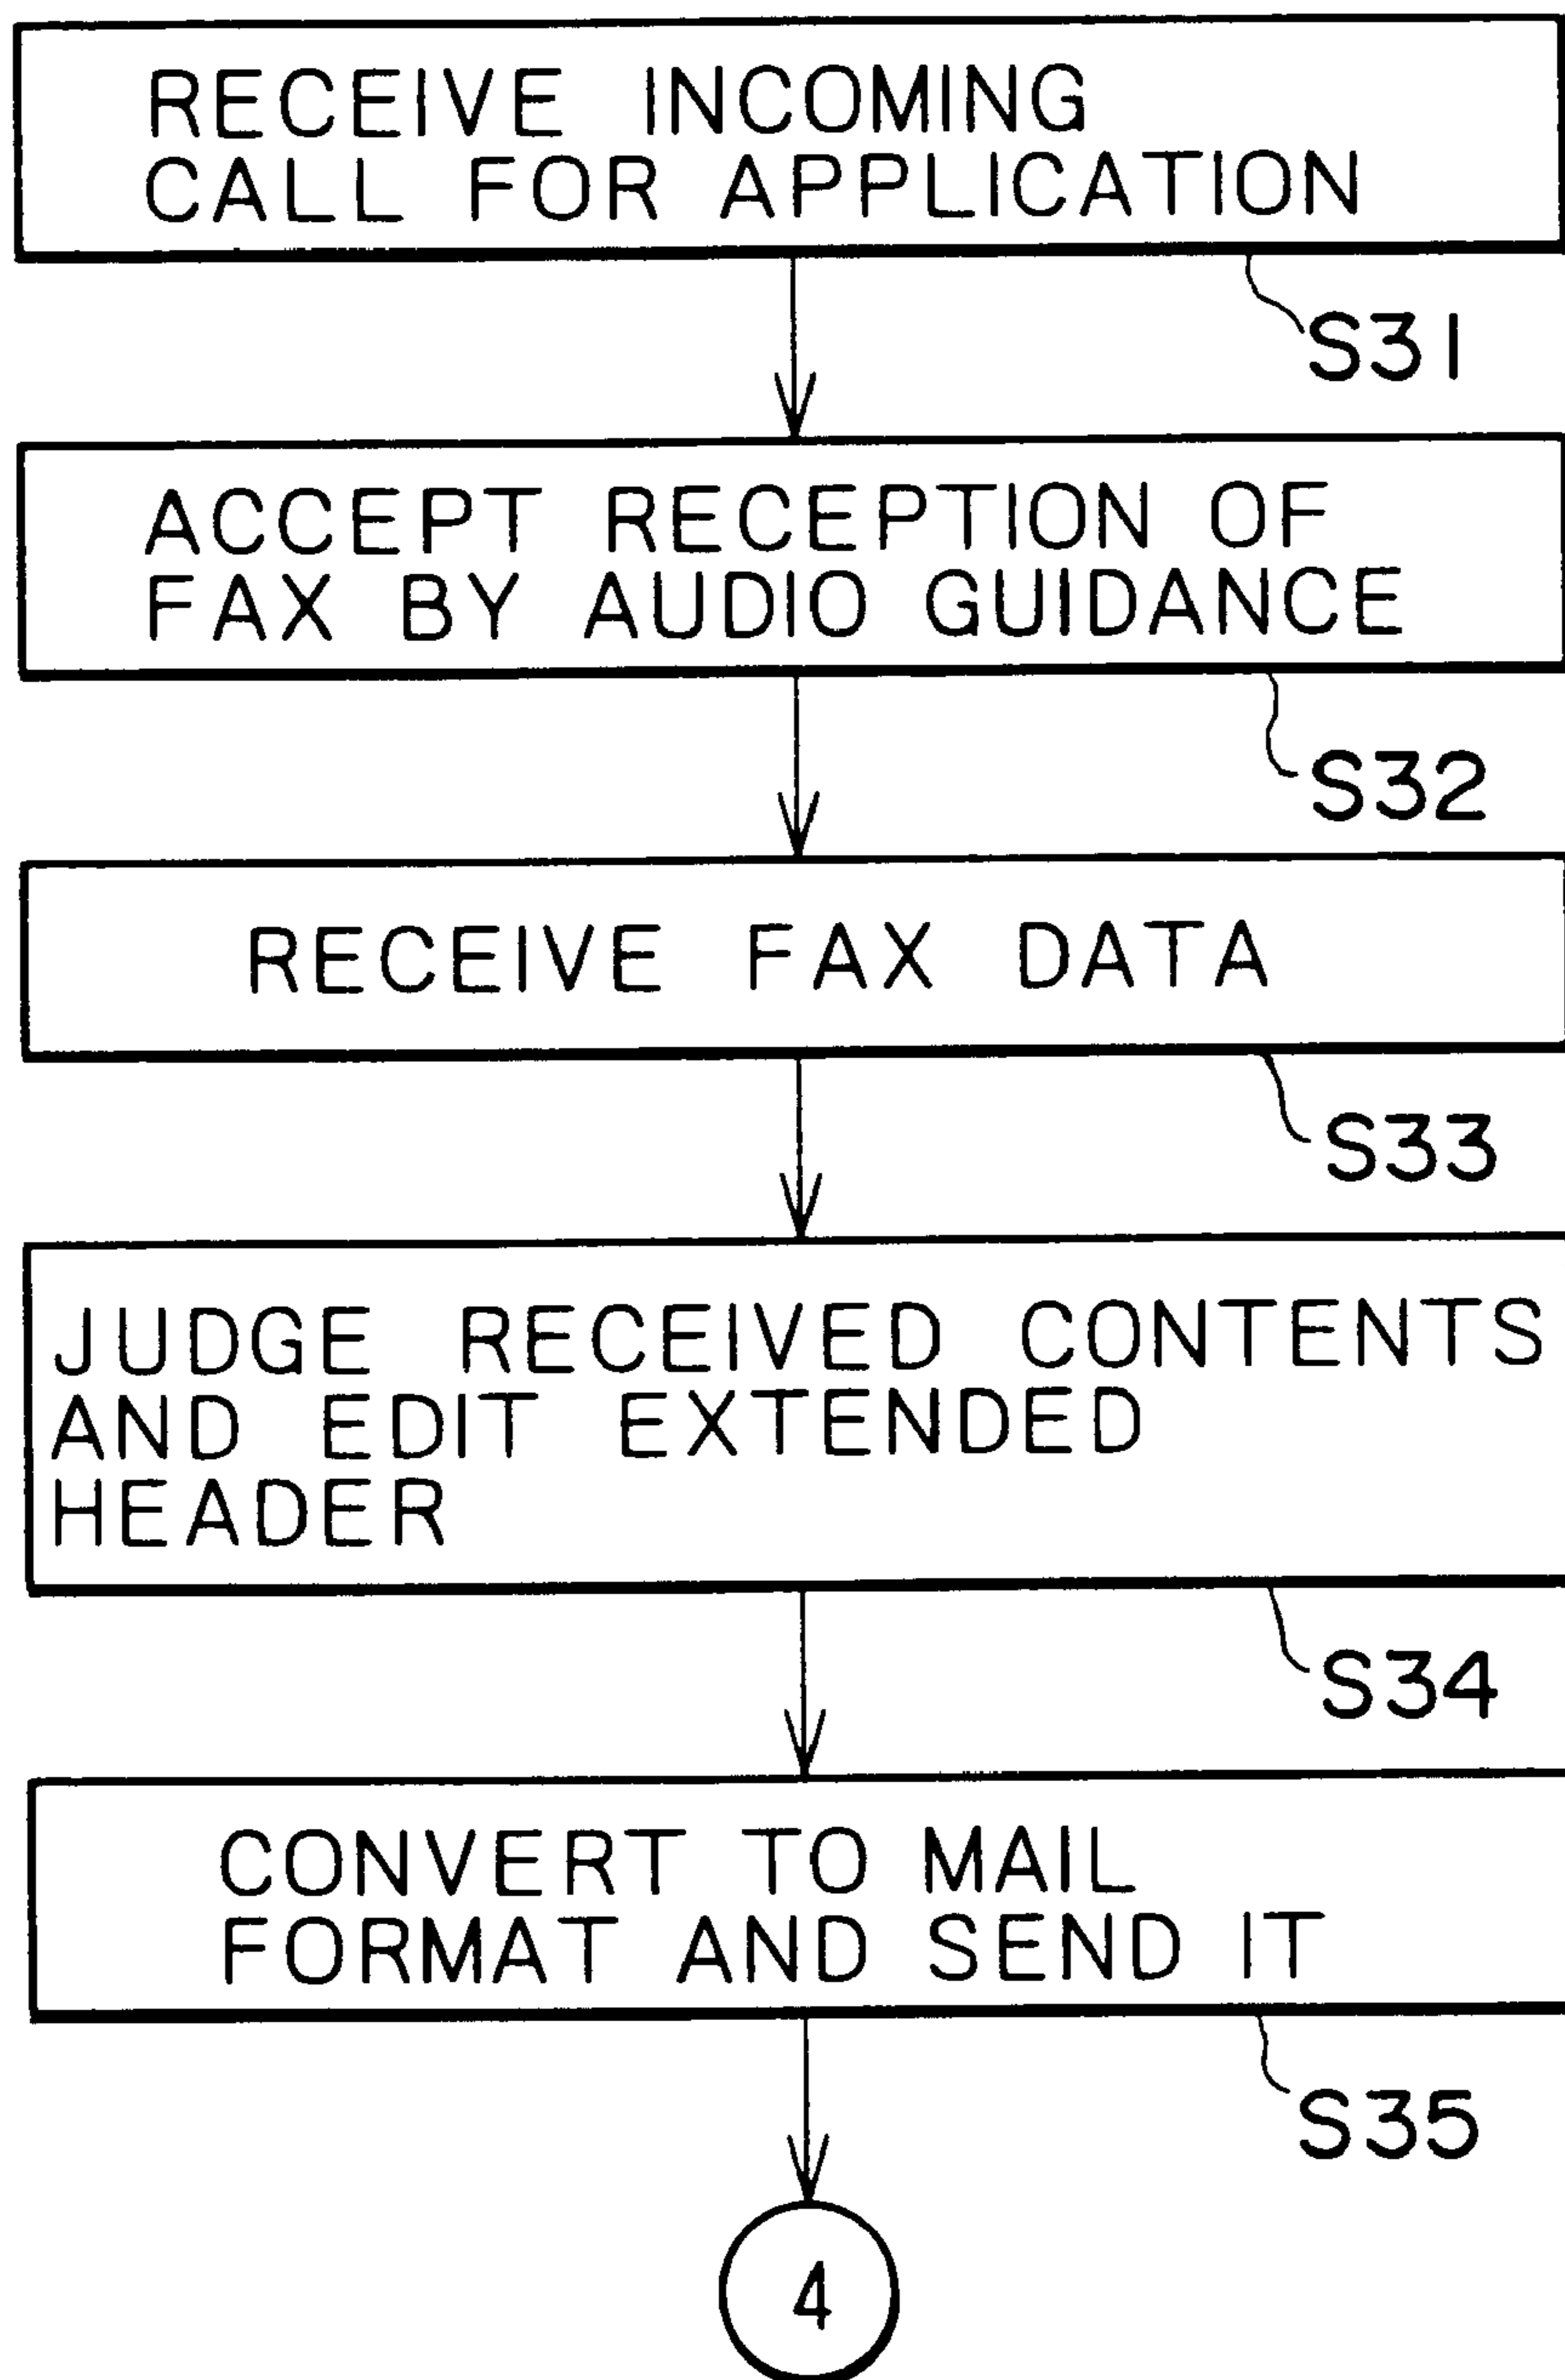 RECEIVE INCOMING
CALL FOR APPLICATION
S31
ACCEPT RECEPTION OF
FAX BY AUDIO GUIDANCE
S32
RECEIVE FAX DATA
S33
JUDGE RECEIVED CONTENTS
AND EDIT EXTENDED
HEADER
S34
CONVERT TO MAIL
FORMAT AND SEND IT
S35
4